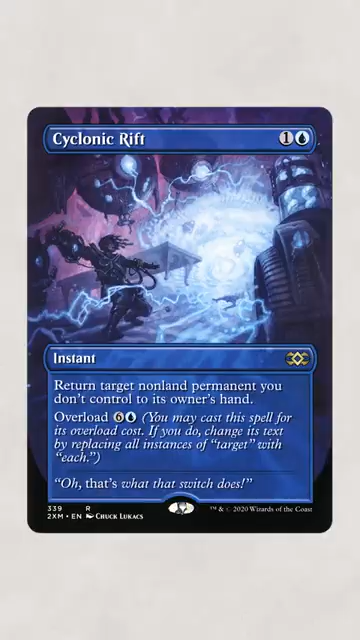 Cyclonic Rift 1
Instant
Return target nonland permanent you
don't control to its owner's hand.
Overload 6 (You may cast this spell for
its overload cost. If you do, change its text
by replacing all instances of “target” with
“each.”)
“Oh, that's what that switch does!”
339 R
2XM • EN Chuck Lukacs
™ & © 2020 Wizards of the Coast